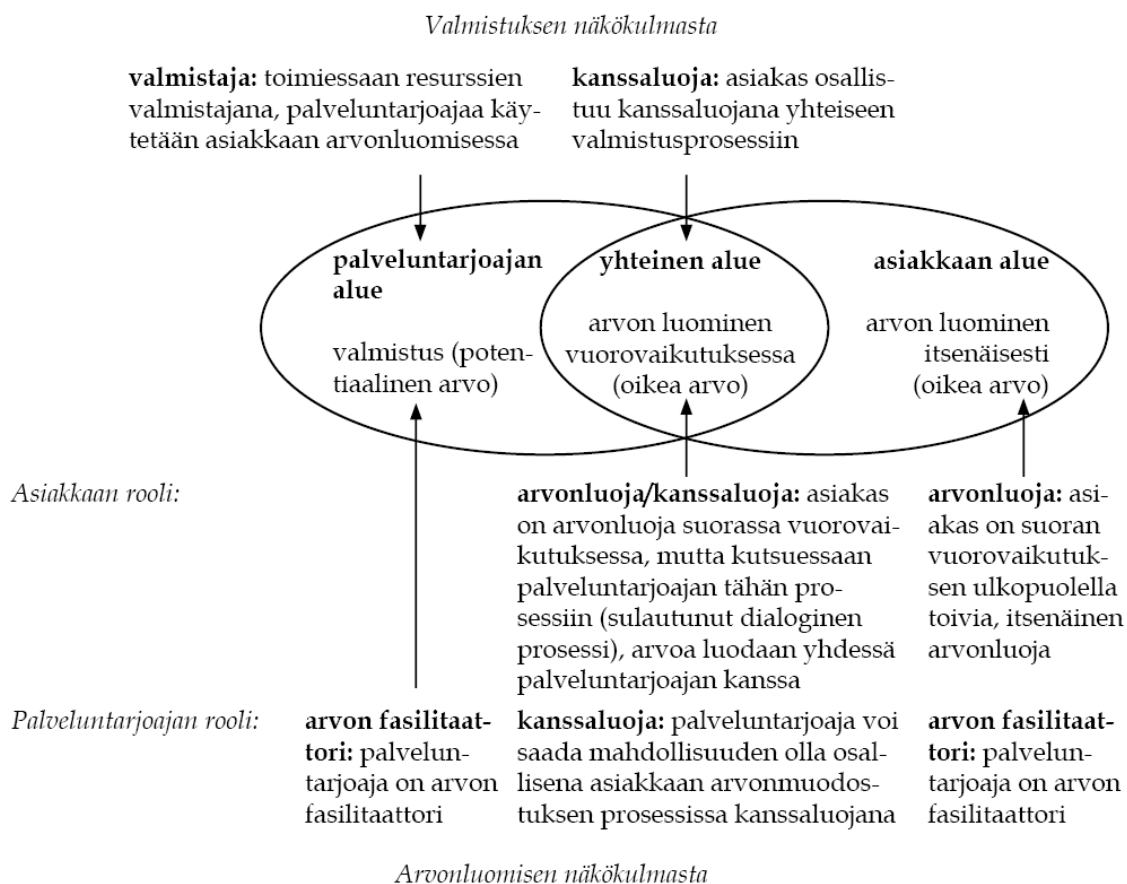 Valmistuksen näkökulmasta
valmistaja: toimiessaan resurssien
valmistajana, palveluntarjoajaa käy-
tetään asiakkaan arvonluomisessa
kanssaluoja: asiakas osallis-
tuu kanssaluojana yhteiseen
valmistusprosessiin
palveluntarjoajan
alue
valmistus (poten-
tiaalinen arvo)
yhteinen alue
arvon luominen
vuorovaikutuksessa
(oikea arvo)
asiakkaan alue
arvon luominen
itsenäisesti
(oikea arvo)
Asiakkaan rooli:
arvonluoja/kanssaluoja: asiakas
on arvonluoja suorassa vuorovai-
kutuksessa, mutta kutsuessaan
palveluntarjoajan tähän pro-
sessiin (sulautunut dialoginen
prosessi), arvoa luodaan yhdessä
palveluntarjoajan kanssa
arvonluoja: asi-
akas on suoran
vuorovaikutuk-
sen ulkopuolella
toivia, itsenäinen
arvonluoja
Palveluntarjoajan rooli:
arvon fasilitaat-
tori: palvelun-
tarjoaja on arvon
fasilitaattori
kanssaluoja: palveluntarjoaja voi
saada mahdollisuuden olla osal-
lisena asiakkaan arvonmuodos-
tuksen prosessissa kanssaluojana
arvon fasilitaat-
tori: palvelun-
tarjoaja on arvon
fasilitaattori
Arvonluomisen näkökulmasta